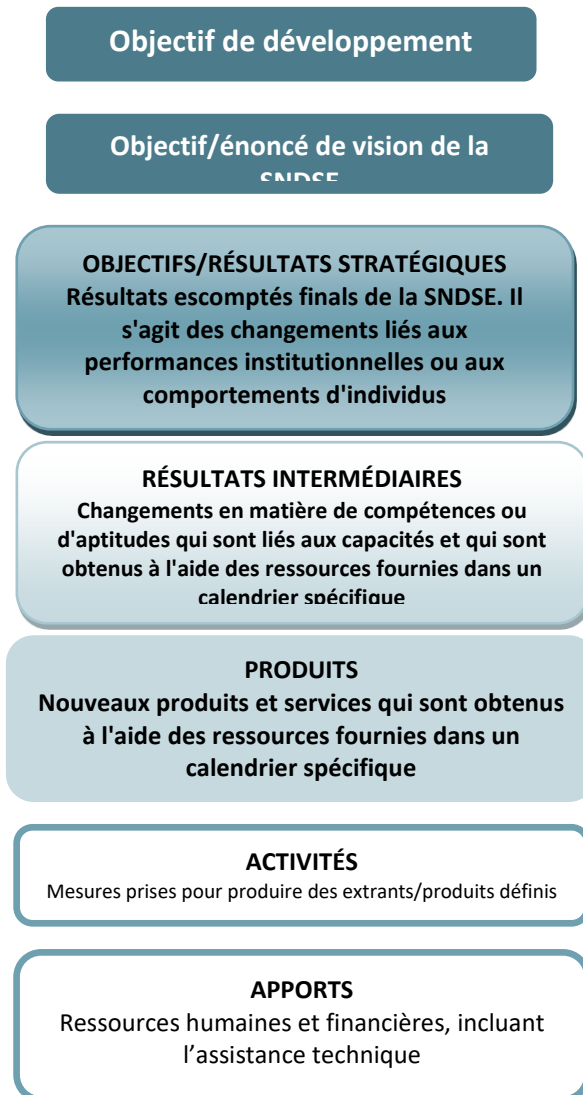 Objectif de développement
Objectif/énoncé de vision de la
SNDSE
OBJECTIFS/RÉSULTATS STRATÉGIQUES
Résultats escomptés finals de la SNDSE. Il
s'agit des changements liés aux
performances institutionnelles ou aux
comportements d'individus
RÉSULTATS INTERMÉDIAIRES
Changements en matière de compétences ou
d'aptitudes qui sont liés aux capacités et qui sont
obtenus à l'aide des ressources fournies dans un
calendrier spécifique
PRODUITS
Nouveaux produits et services qui sont obtenus
à l'aide des ressources fournies dans un
calendrier spécifique
ACTIVITÉS
Mesures prises pour produire des extrants/produits définis
APPORTS
Ressources humaines et financières, incluant
l’assistance technique